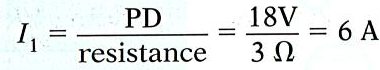 I₁ = PD / resistance = 18V / 3 Ω = 6 A